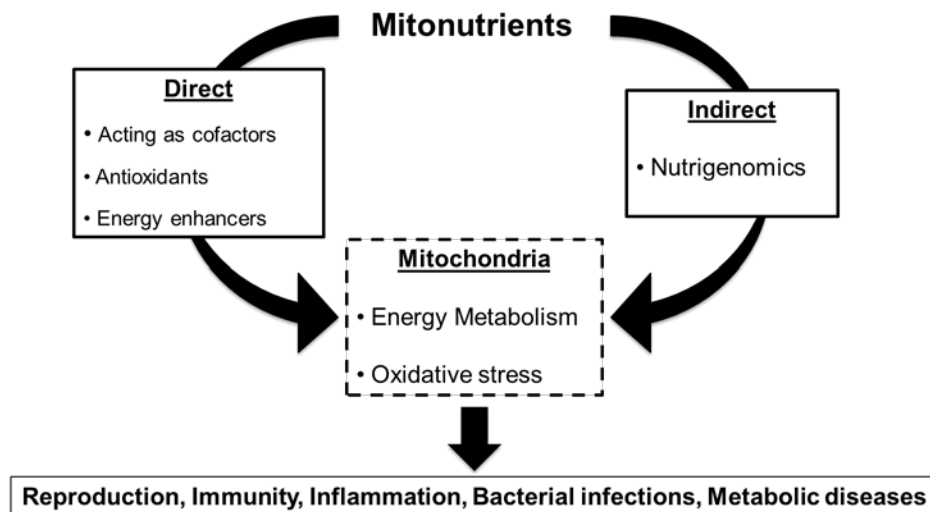 Mitonutrients
Direct
• Acting as cofactors
• Antioxidants
• Energy enhancers
Indirect
• Nutrigenomics
Mitochondria
• Energy Metabolism
• Oxidative stress
Reproduction, Immunity, Inflammation, Bacterial infections, Metabolic diseases